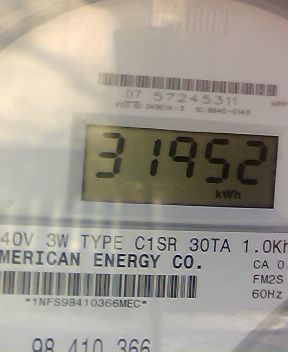 07 57245311
31952
kWh
40V 3W TYPE C1SR 30TA 1.0Kh
MERICAN ENERGY CO.
CA 0.
FM2S
60Hz
*1NFS98410366MEC*
98 410 366